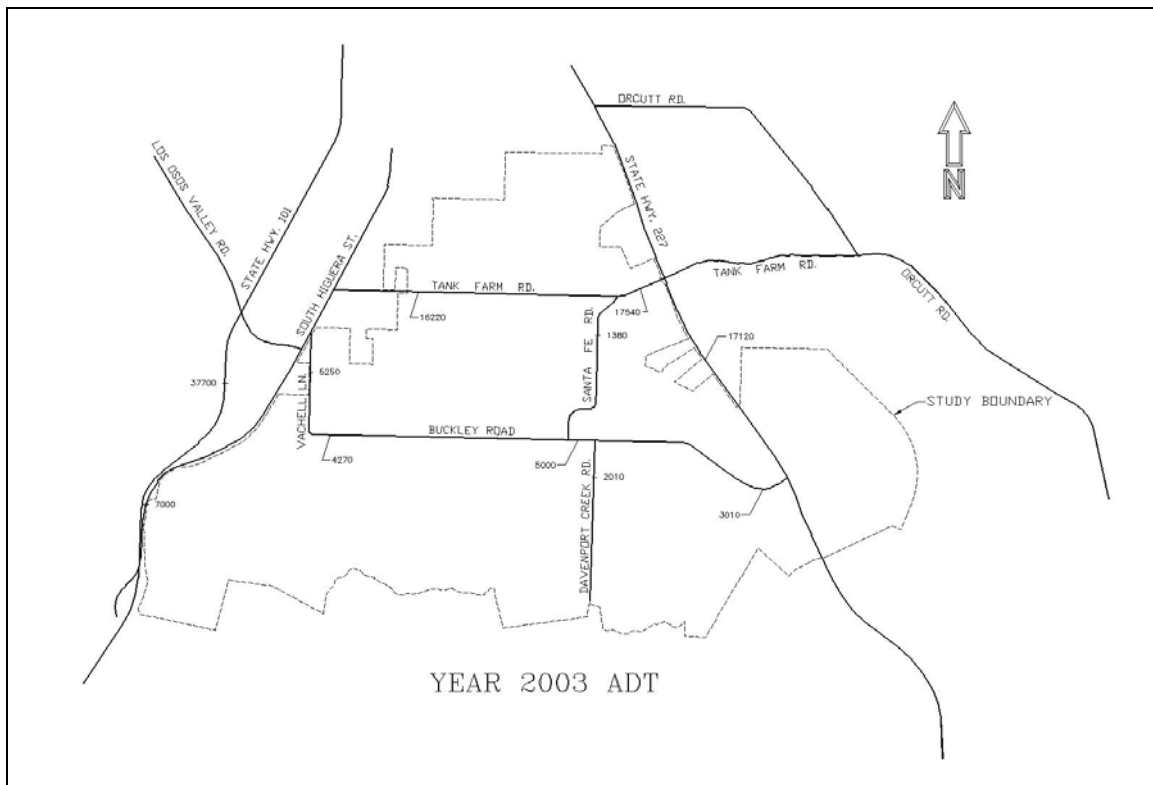 ORCUTT RD.
LOS OSOS VALLEY RD.
STATE HWY. 101
SOUTH HIGUERA ST.
STATE HWY. 227
N
TANK FARM RD.
TANK FARM RD.
ORCUTT RD.
16220
17540
1380
17120
SANTA FE RD.
5250
VACHELL LN.
37700
STUDY BOUNDARY
BUCKLEY ROAD
4270
5000
2010
DAVENPORT CREEK RD.
3010
7000
YEAR 2003 ADT